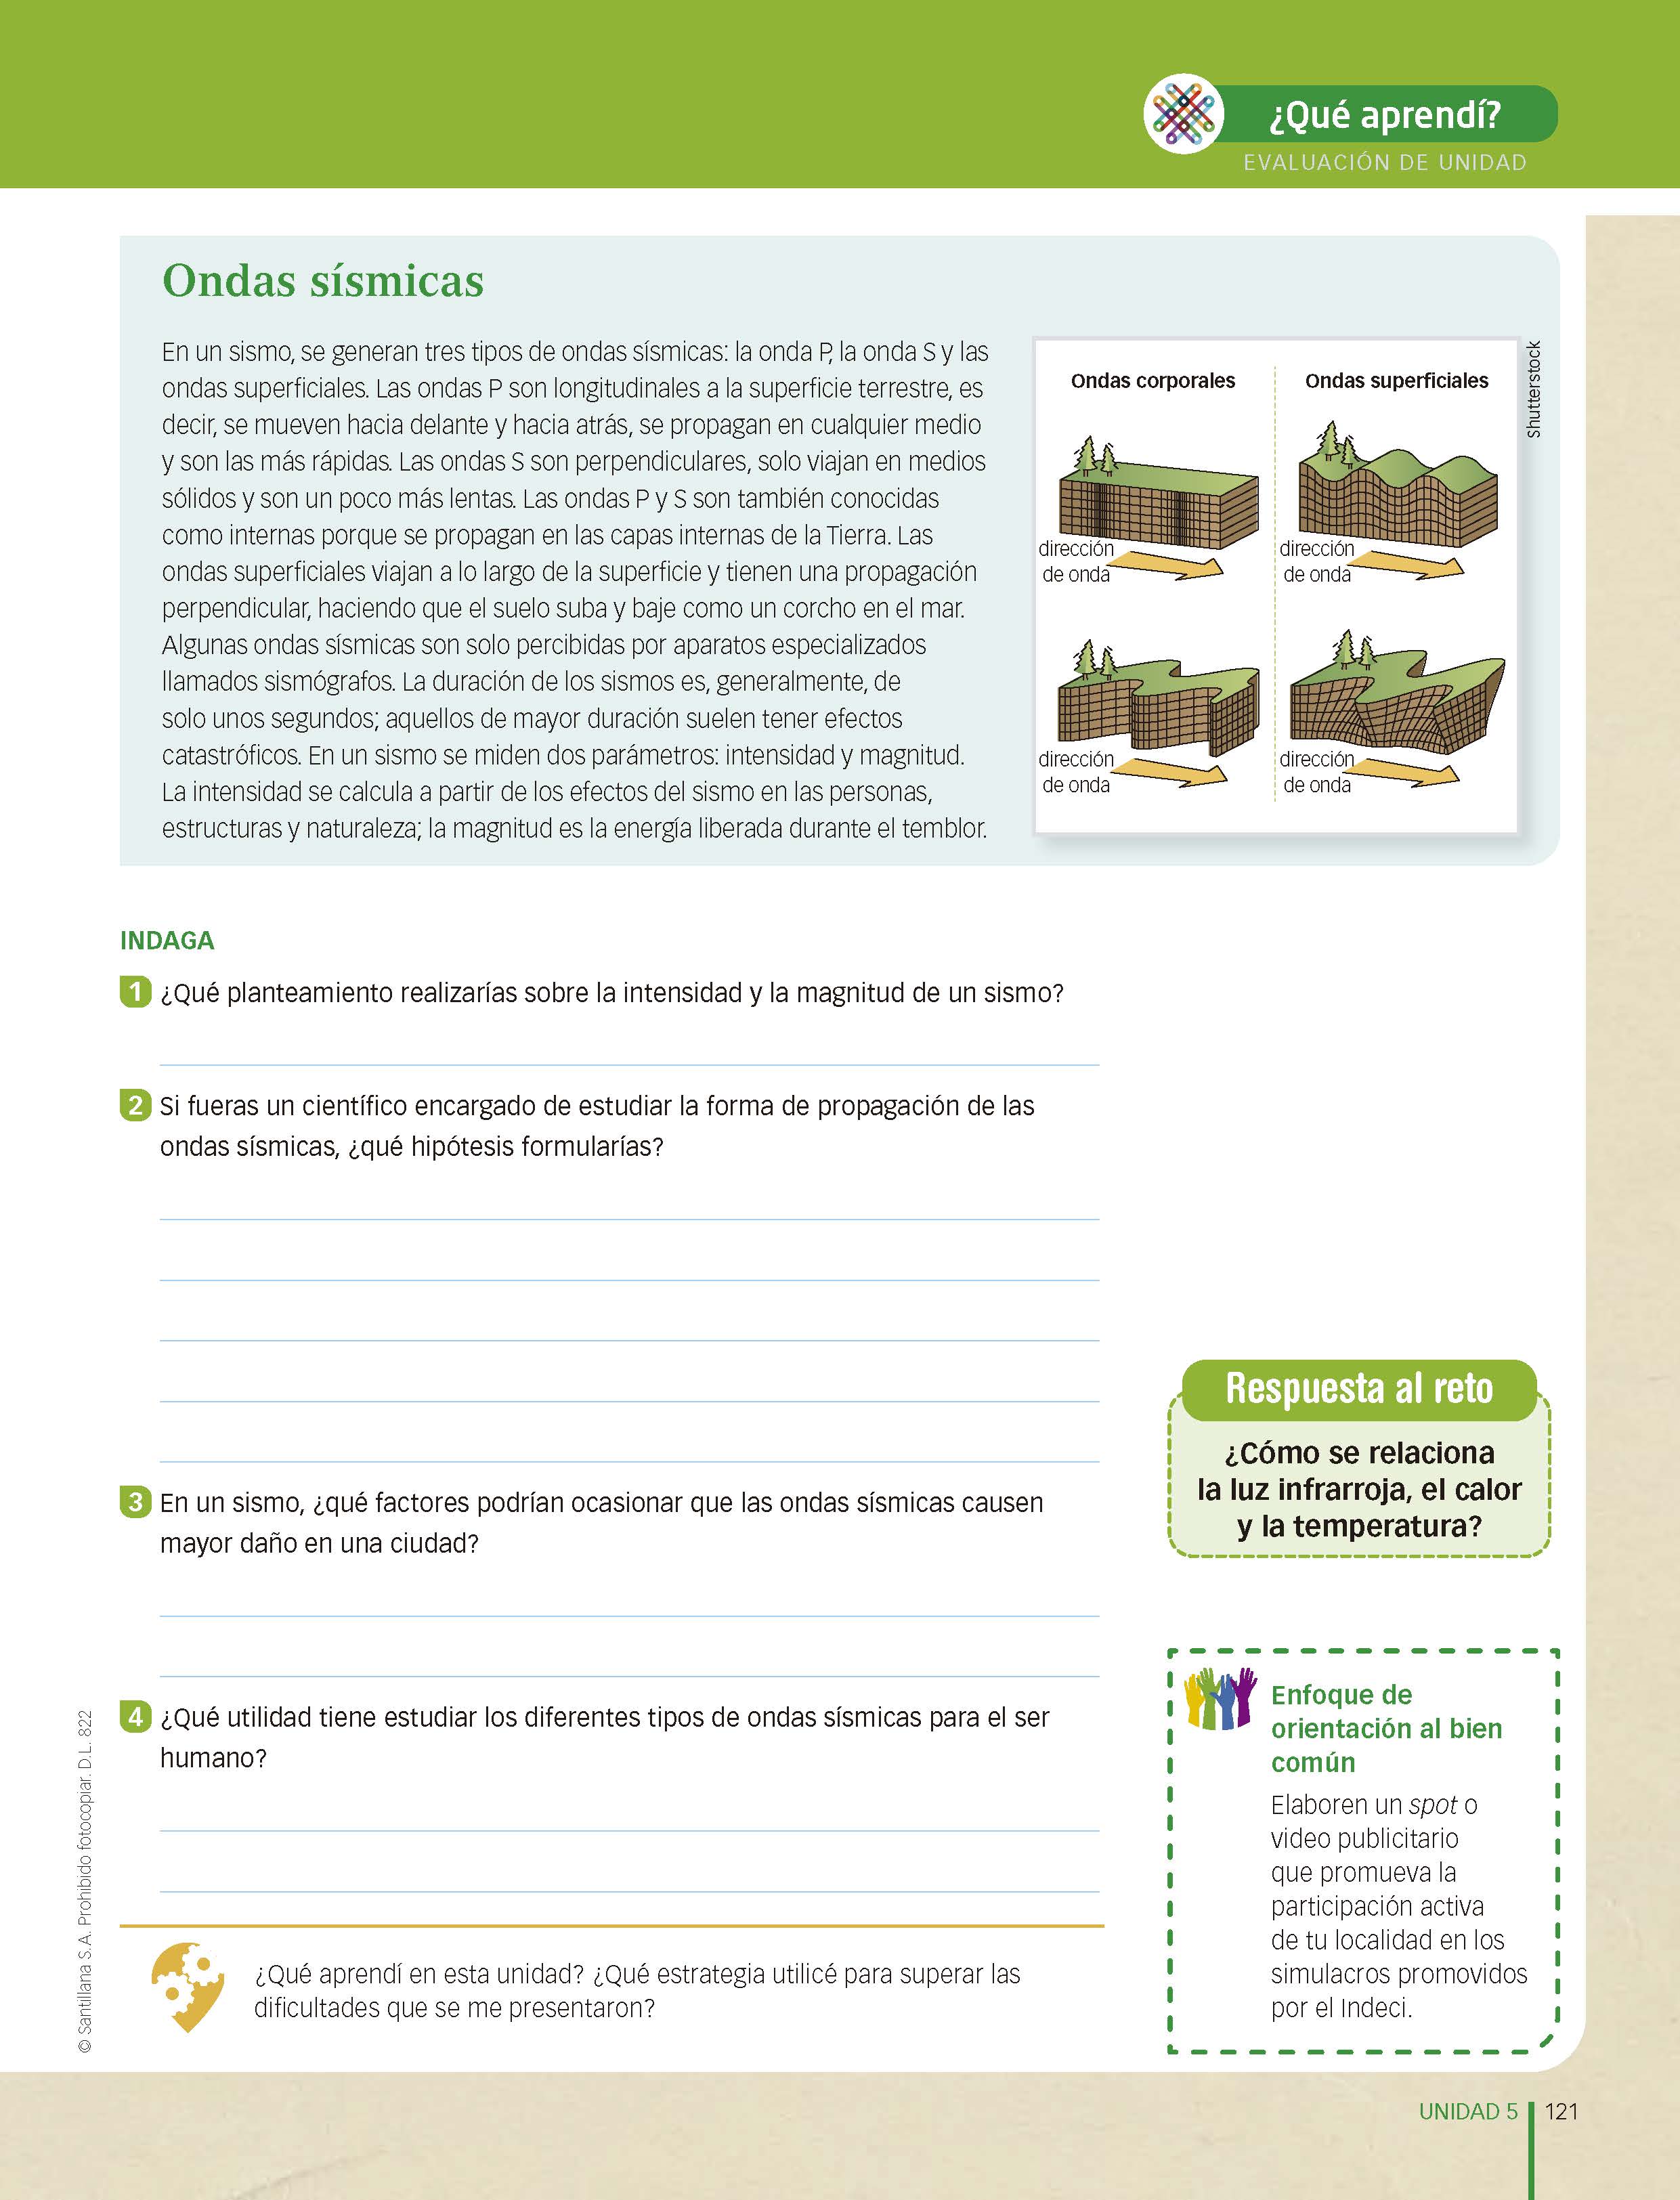 ¿Qué aprendí?
EVALUACIÓN DE UNIDAD
Ondas sísmicas
En un sismo, se generan tres tipos de ondas sísmicas: la onda P, la onda S y las
ondas superficiales. Las ondas P son longitudinales a la superficie terrestre, es
decir, se mueven hacia delante y hacia atrás, se propagan en cualquier medio
y son las más rápidas. Las ondas S son perpendiculares, solo viajan en medios
sólidos y son un poco más lentas. Las ondas P y S son también conocidas
como internas porque se propagan en las capas internas de la Tierra. Las
ondas superficiales viajan a lo largo de la superficie y tienen una propagación
perpendicular, haciendo que el suelo suba y baje como un corcho en el mar.
Algunas ondas sísmicas son solo percibidas por aparatos especializados
llamados sismógrafos. La duración de los sismos es, generalmente, de
solo unos segundos; aquellos de mayor duración suelen tener efectos
catastróficos. En un sismo se miden dos parámetros: intensidad y magnitud.
La intensidad se calcula a partir de los efectos del sismo en las personas,
estructuras y naturaleza; la magnitud es la energía liberada durante el temblor.
Ondas corporales
Ondas superficiales
dirección
de onda
dirección
de onda
dirección
de onda
dirección
de onda
Shutterstock
INDAGA
1 ¿Qué planteamiento realizarías sobre la intensidad y la magnitud de un sismo?
2 Si fueras un científico encargado de estudiar la forma de propagación de las
ondas sísmicas, ¿qué hipótesis formularías?
3 En un sismo, ¿qué factores podrían ocasionar que las ondas sísmicas causen
mayor daño en una ciudad?
4 ¿Qué utilidad tiene estudiar los diferentes tipos de ondas sísmicas para el ser
humano?
¿Qué aprendí en esta unidad? ¿Qué estrategia utilicé para superar las
dificultades que se me presentaron?
Respuesta al reto
¿Cómo se relaciona
la luz infrarroja, el calor
y la temperatura?
Enfoque de
orientación al bien
común
Elaboren un spot o
video publicitario
que promueva la
participación activa
de tu localidad en los
simulacros promovidos
por el Indeci.
© Santillana S.A. Prohibido fotocopiar. D.L. 822
UNIDAD 5 121